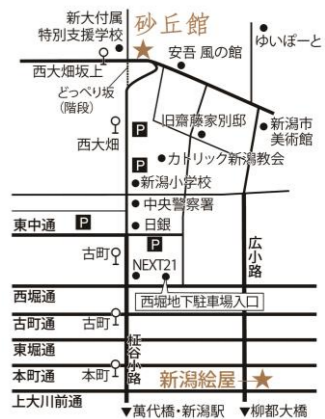 新大付属
特別支援学校
砂丘館
ゆいぽーと
安吾 風の館
西大畑坂上
どっぺり坂
(階段)
旧齋藤家別邸
新潟市
美術館
西大畑
P
カトリック新潟教会
P
新潟小学校
中央警察署
東中通
P
日銀
広小路
古町
P
NEXT21
西堀通
西堀地下駐車場入口
古町通
古町
柾谷小路
東堀通
本町通
本町
新潟絵屋
上大川前通
▼萬代橋・新潟駅
▼柳都大橋